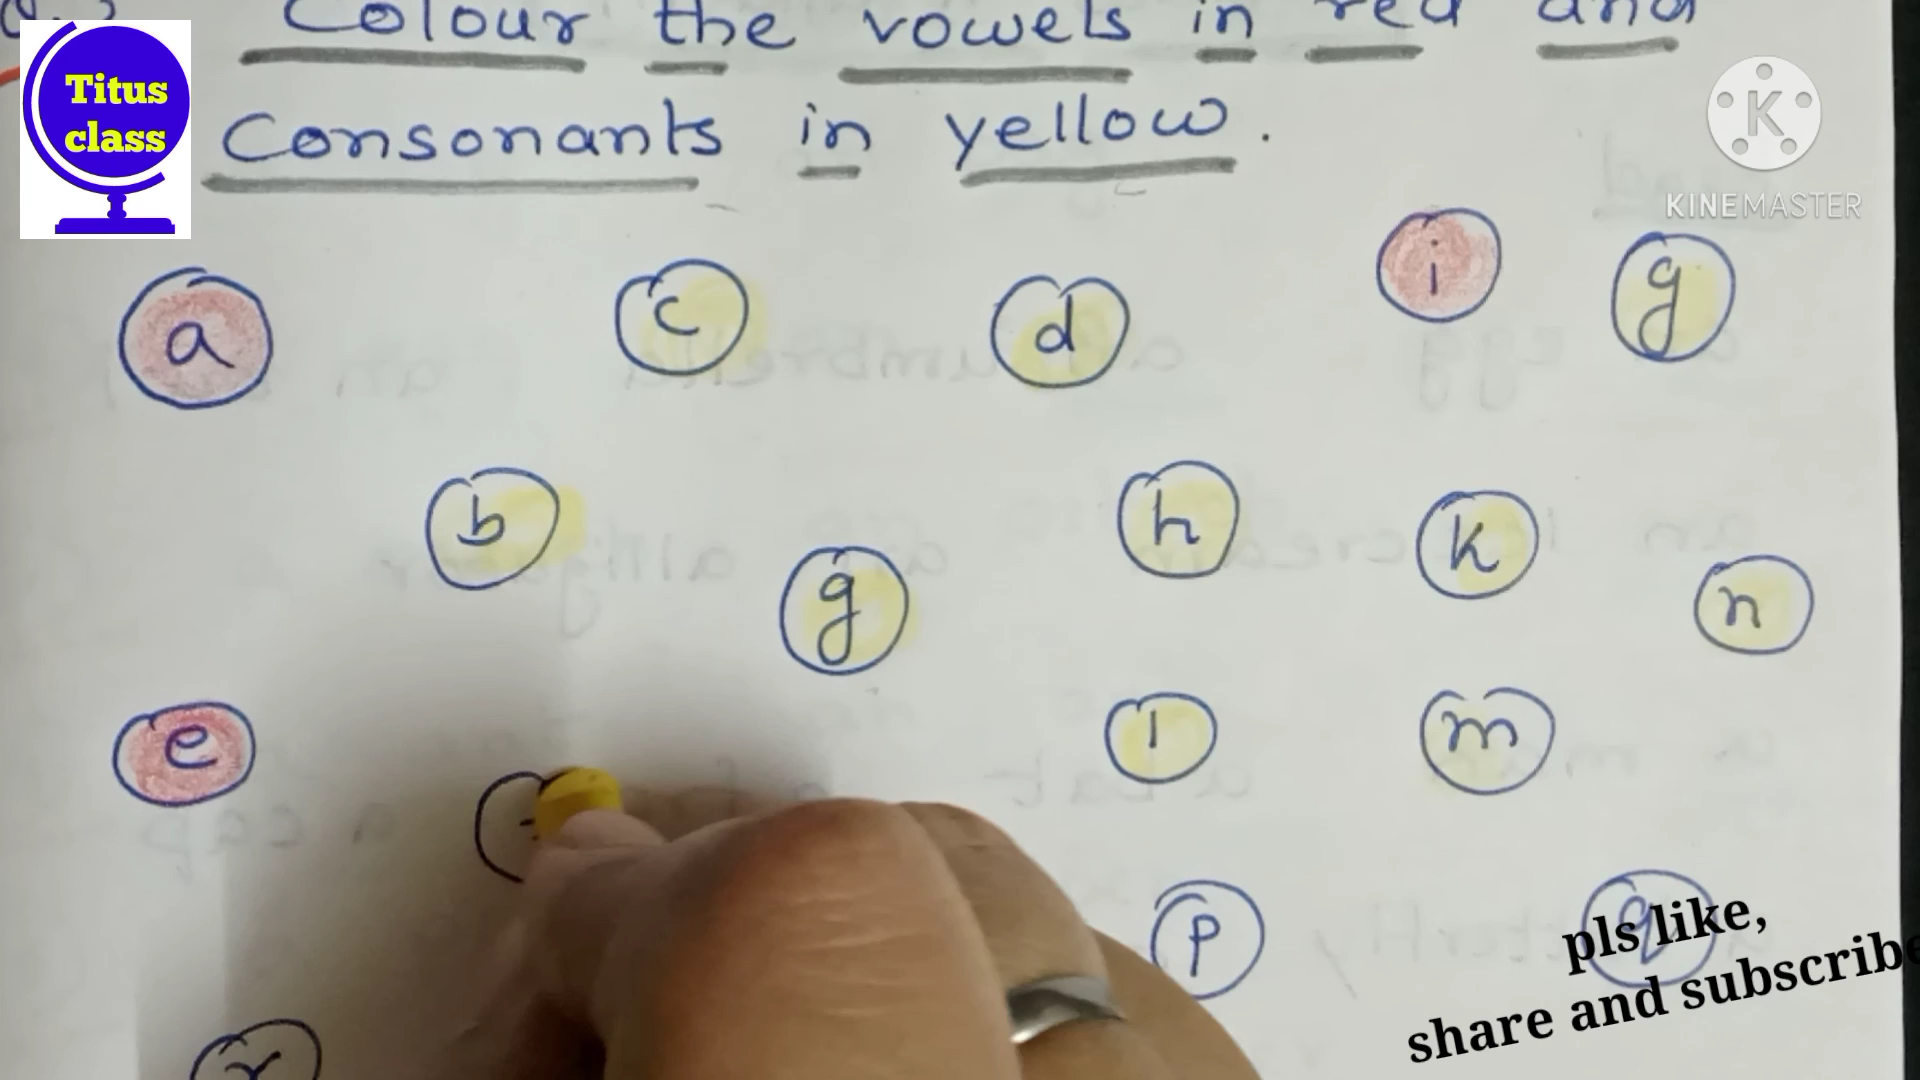 Colour the vowels in red and
Consonants in yellow.
Titus
class
K
KINEMASTER
a
c
d
i
g
b
g
h
k
n
e
l
m
p
q
pls like,
share and subscribe